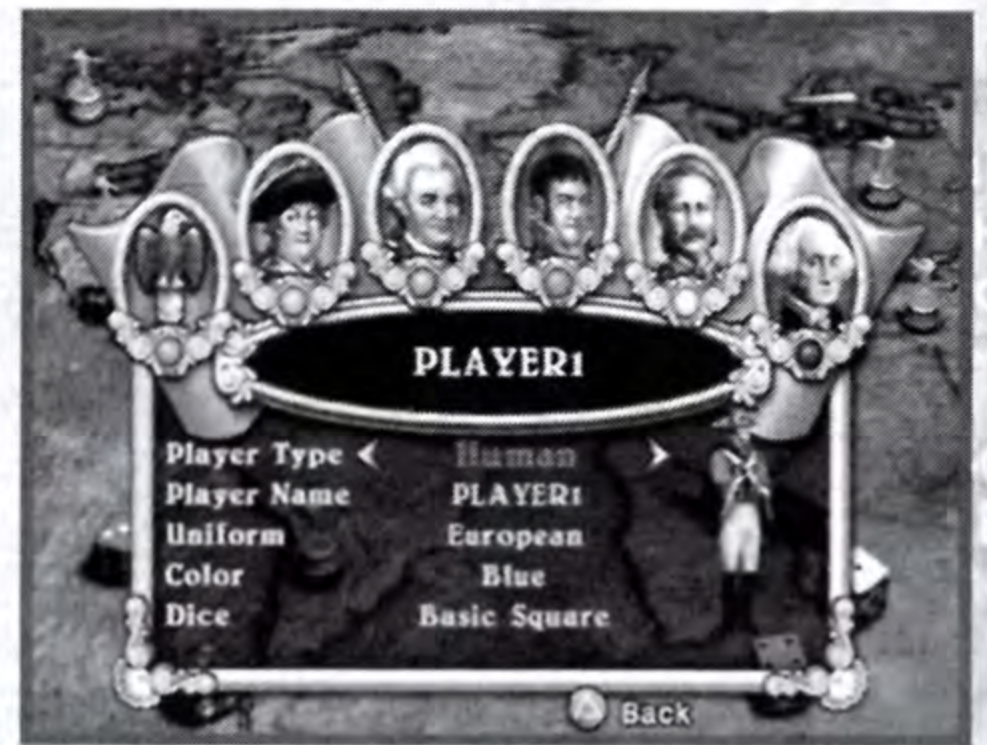 PLAYER1
Player Type Human
Player Name PLAYER1
Uniform European
Color Blue
Dice Basic Square
Back